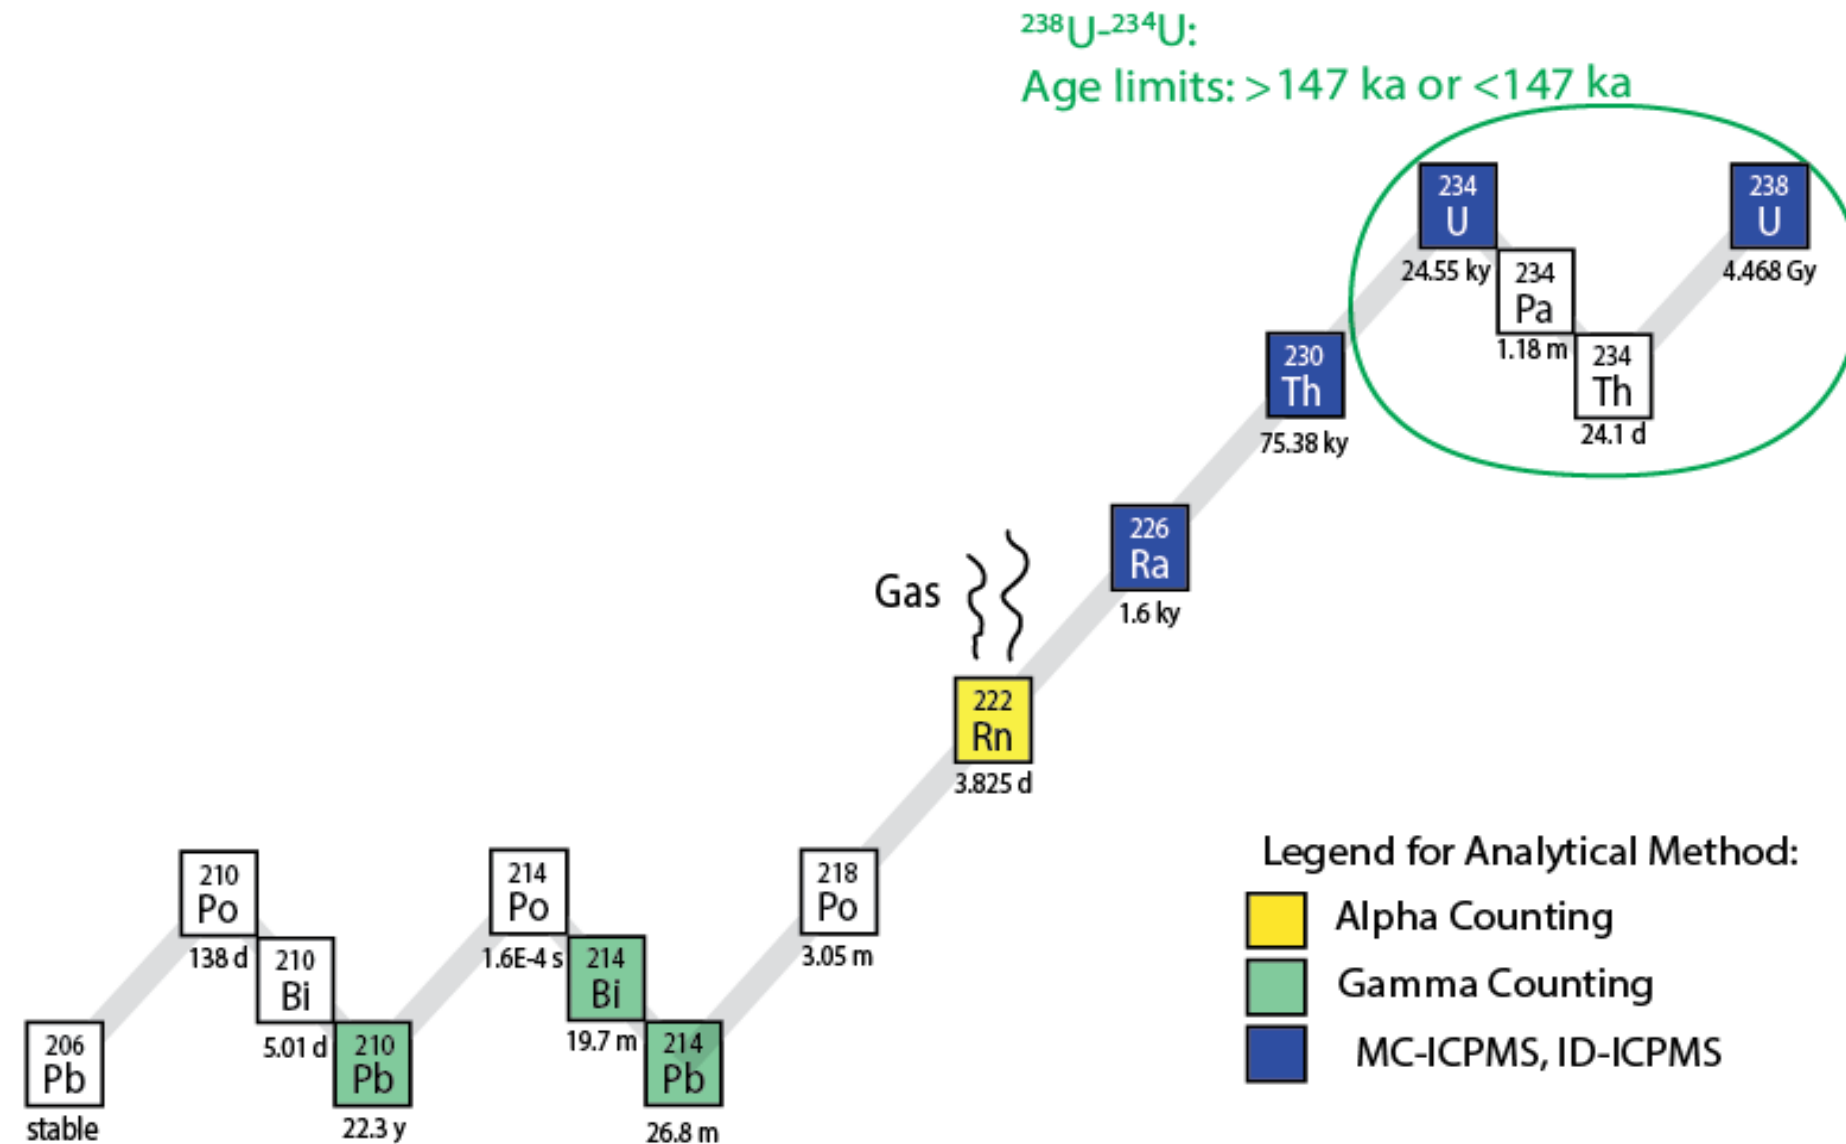 ²³⁸U-²³⁴U:
Age limits: >147 ka or <147 ka
234
U
24.55 ky
238
U
4.468 Gy
234
Pa
1.18 m
234
Th
24.1 d
230
Th
75.38 ky
226
Ra
1.6 ky
Gas
222
Rn
3.825 d
218
Po
3.05 m
214
Po
1.6E-4 s
214
Bi
19.7 m
214
Pb
26.8 m
210
Po
138 d
210
Bi
5.01 d
210
Pb
22.3 y
206
Pb
stable
Legend for Analytical Method:
Alpha Counting
Gamma Counting
MC-ICPMS, ID-ICPMS